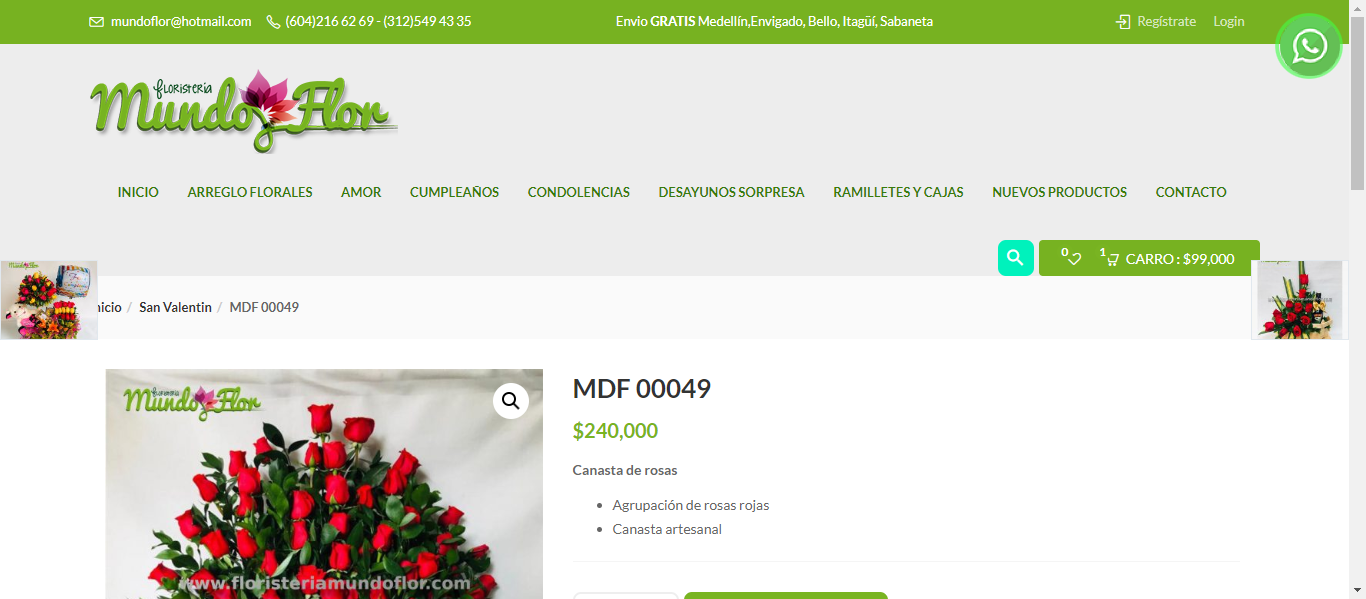 mundoflor@hotmail.com (604)216 62 69 - (312)549 43 35 Envio GRATIS Medellín,Envigado, Bello, Itagüí, Sabaneta Regístrate Login
floristeria
Mundo Flor
INICIO ARREGLO FLORALES AMOR CUMPLEAÑOS CONDOLENCIAS DESAYUNOS SORPRESA RAMILLETES Y CAJAS NUEVOS PRODUCTOS CONTACTO
0 1 CARRO : $99,000
nicio / San Valentin / MDF 00049
floristeria
Mundo Flor
MDF 00049
$240,000
Canasta de rosas
Agrupación de rosas rojas
Canasta artesanal
www.floristeriamundoflor.com